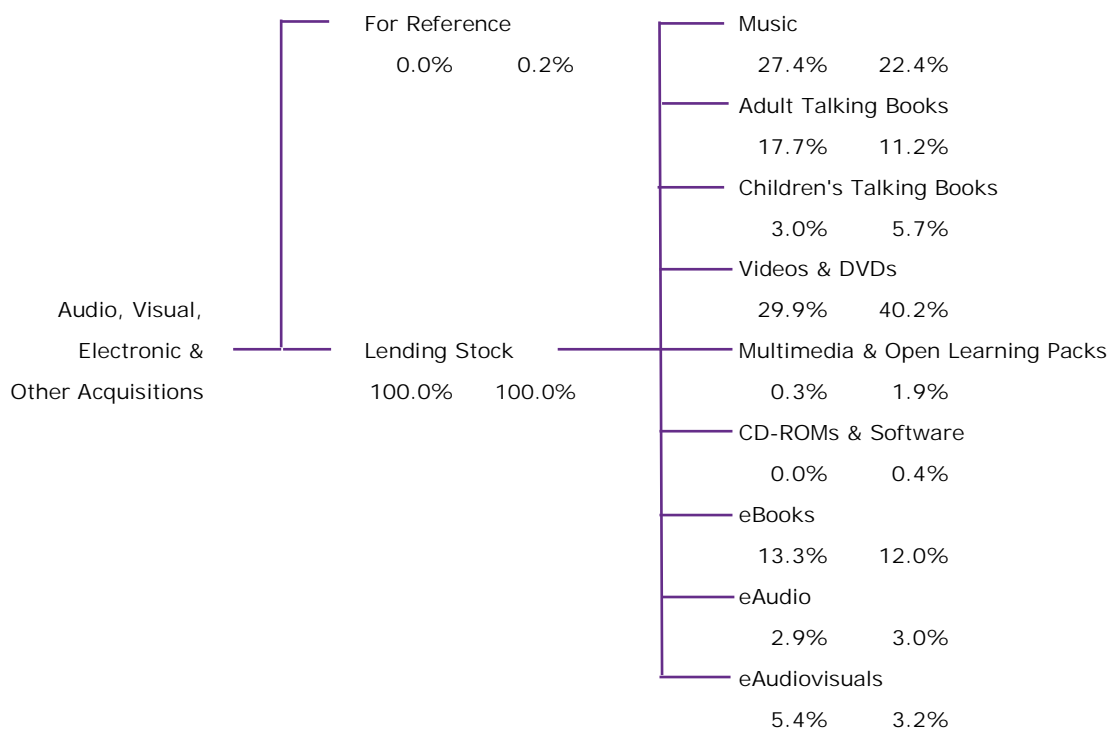 For Reference
0.0% 0.2%
Audio, Visual,
Electronic &
Other Acquisitions
Lending Stock
100.0% 100.0%
Music
27.4% 22.4%
Adult Talking Books
17.7% 11.2%
Children's Talking Books
3.0% 5.7%
Videos & DVDs
29.9% 40.2%
Multimedia & Open Learning Packs
0.3% 1.9%
CD-ROMs & Software
0.0% 0.4%
eBooks
13.3% 12.0%
eAudio
2.9% 3.0%
eAudiovisuals
5.4% 3.2%